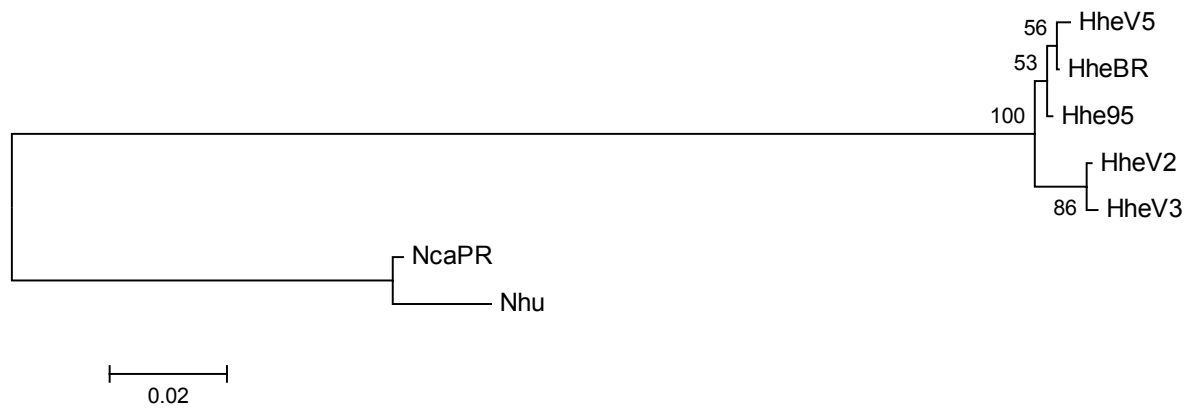 56
HheV5
53
HheBR
100
Hhe95
HheV2
86
HheV3
NcaPR
Nhu
0.02